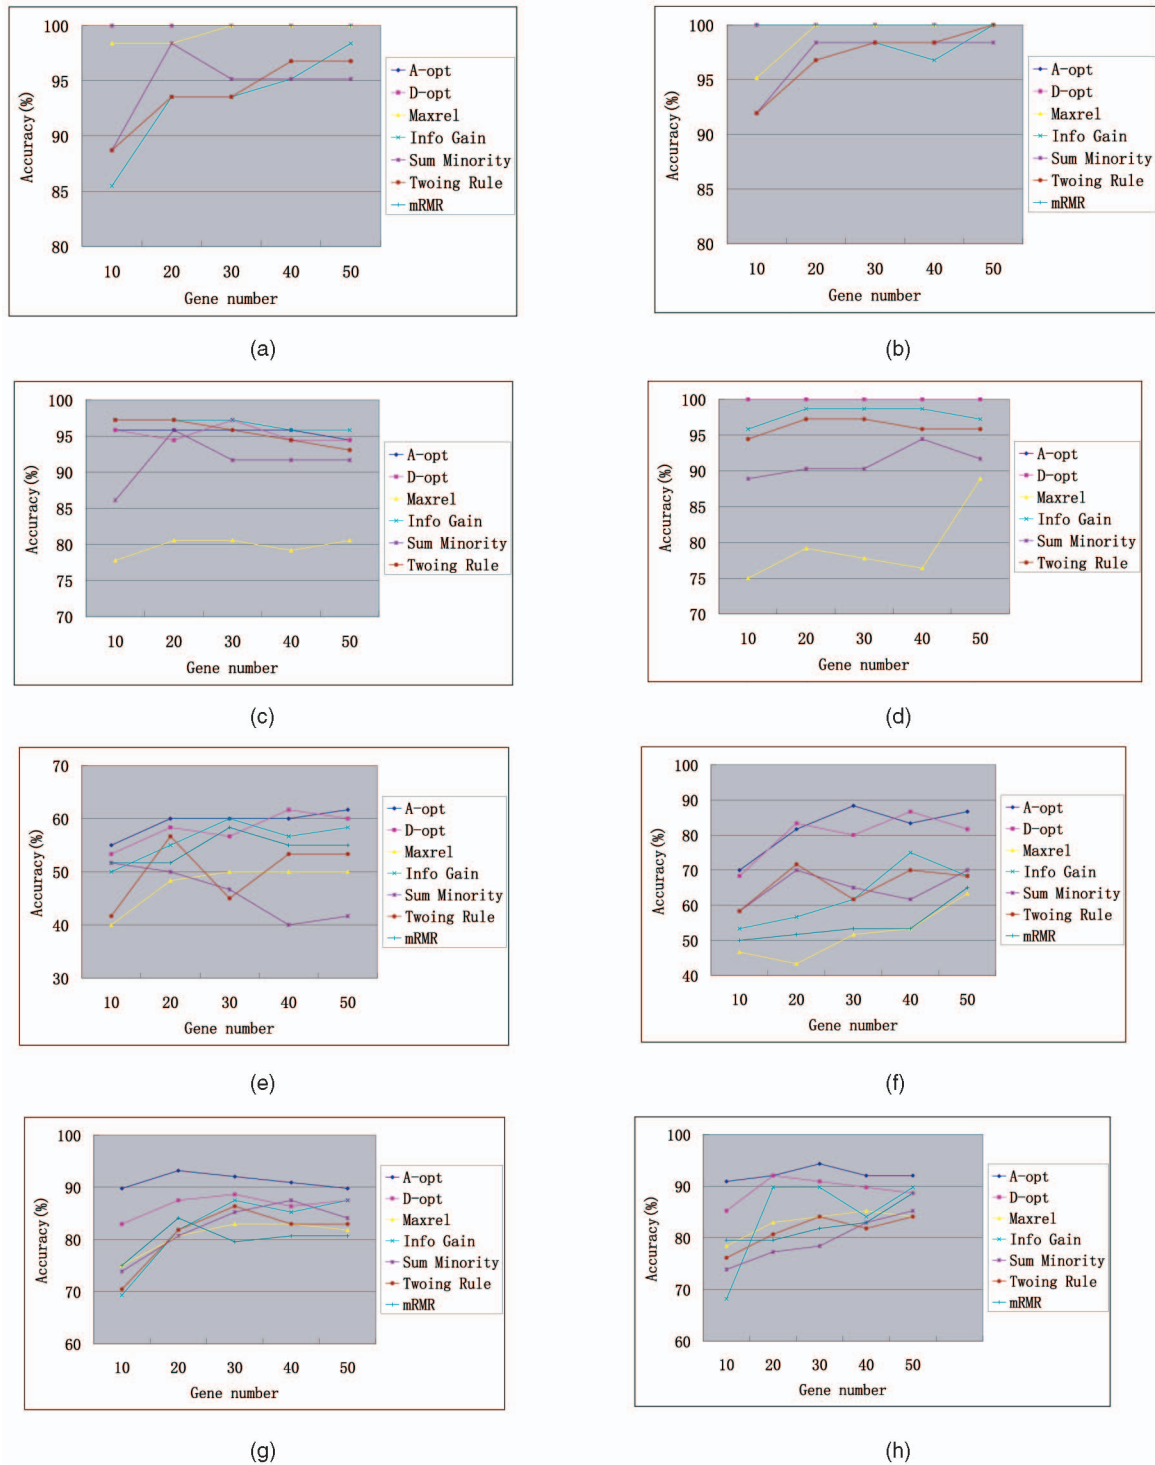 100
95
90
85
80
Accuracy(%)
10 20 30 40 50
Gene number
A-opt
D-opt
Maxrel
Info Gain
Sum Minority
Twoing Rule
mRMR
(a)
100
95
90
85
80
Accuracy(%)
10 20 30 40 50
Gene number
A-opt
D-opt
Maxrel
Info Gain
Sum Minority
Twoing Rule
mRMR
(b)
100
95
90
85
80
75
70
Accuracy(%)
10 20 30 40 50
Gene number
A-opt
D-opt
Maxrel
Info Gain
Sum Minority
Twoing Rule
(c)
100
95
90
85
80
75
70
Accuracy(%)
10 20 30 40 50
Gene number
A-opt
D-opt
Maxrel
Info Gain
Sum Minority
Twoing Rule
(d)
70
60
50
40
30
Accuracy(%)
10 20 30 40 50
Gene number
A-opt
D-opt
Maxrel
Info Gain
Sum Minority
Twoing Rule
mRMR
(e)
100
90
80
70
60
50
40
Accuracy(%)
10 20 30 40 50
Gene number
A-opt
D-opt
Maxrel
Info Gain
Sum Minority
Twoing Rule
mRMR
(f)
100
90
80
70
60
Accuracy(%)
10 20 30 40 50
Gene number
A-opt
D-opt
Maxrel
Info Gain
Sum Minority
Twoing Rule
mRMR
(g)
100
90
80
70
60
Accuracy(%)
10 20 30 40 50
Gene number
A-opt
D-opt
Maxrel
Info Gain
Sum Minority
Twoing Rule
mRMR
(h)